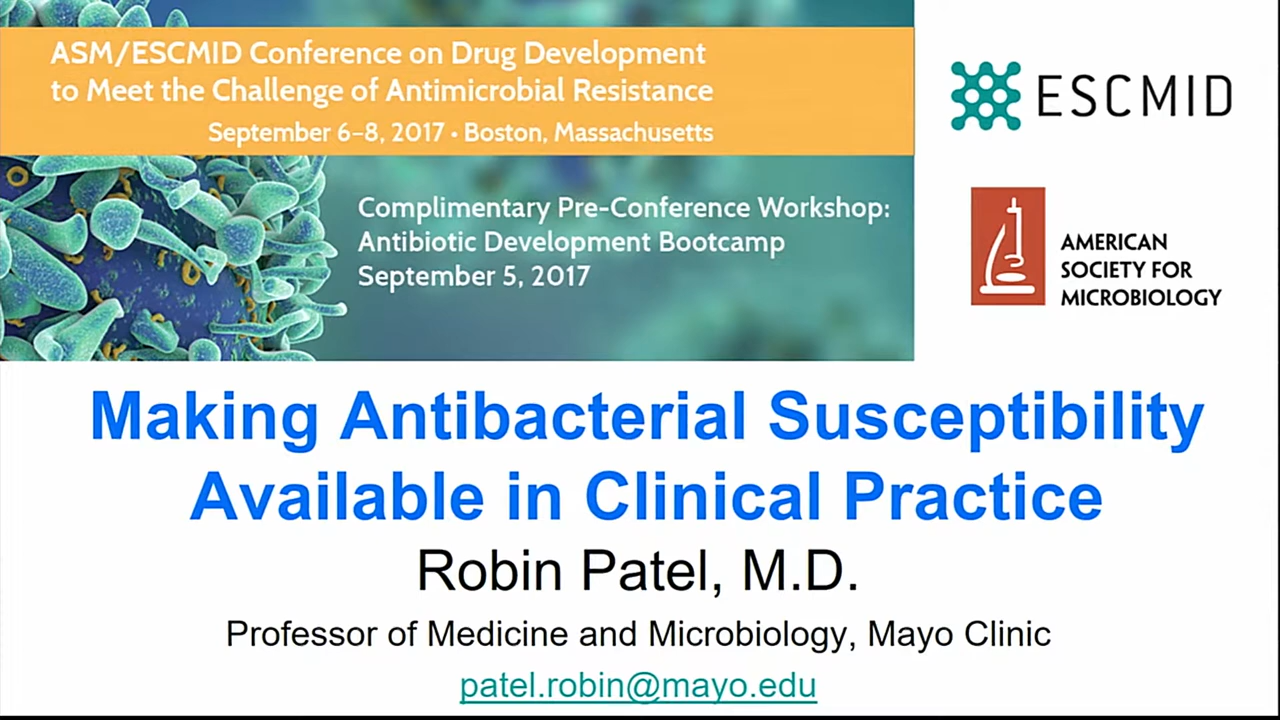 ASM/ESCMID Conference on Drug Development
to Meet the Challenge of Antimicrobial Resistance
September 6–8, 2017 • Boston, Massachusetts
Complimentary Pre-Conference Workshop:
Antibiotic Development Bootcamp
September 5, 2017
ESCMID
AMERICAN
SOCIETY FOR
MICROBIOLOGY
Making Antibacterial Susceptibility
Available in Clinical Practice
Robin Patel, M.D.
Professor of Medicine and Microbiology, Mayo Clinic
patel.robin@mayo.edu